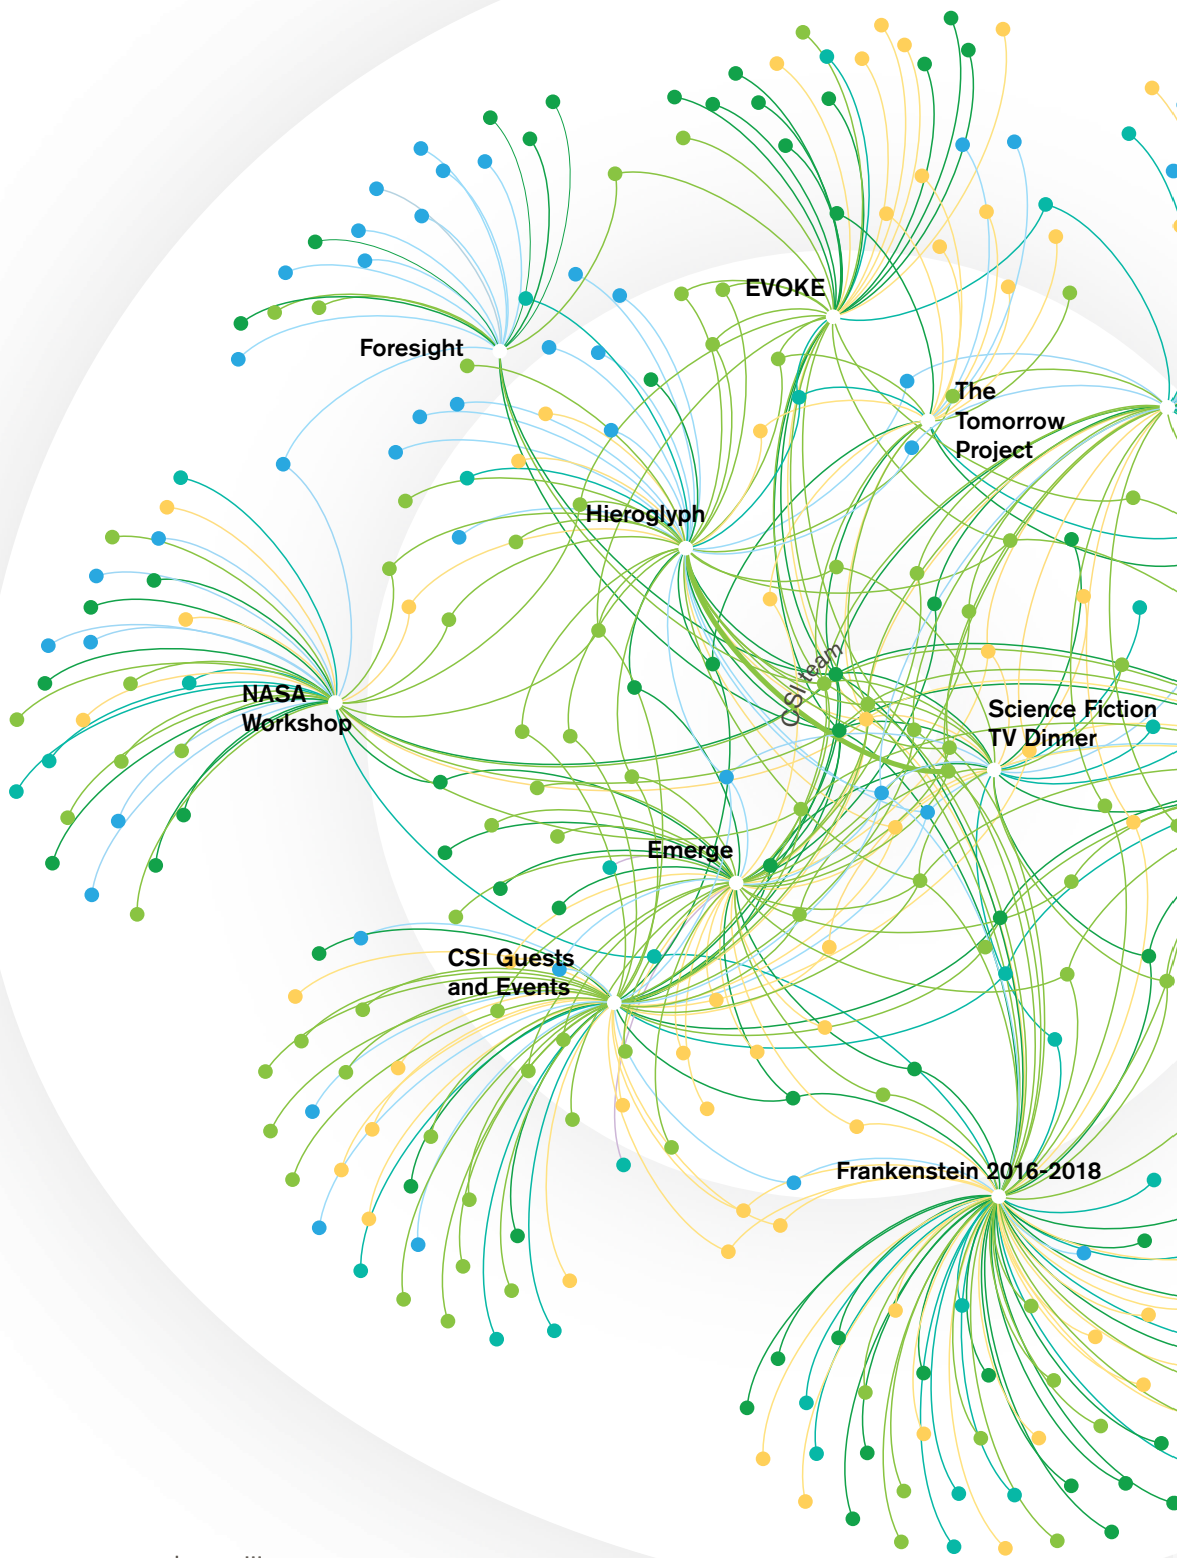 EVOKE
Foresight
The
Tomorrow
Project
Hieroglyph
CSI team
NASA
Workshop
Science Fiction
TV Dinner
Emerge
CSI Guests
and Events
Frankenstein 2016-2018